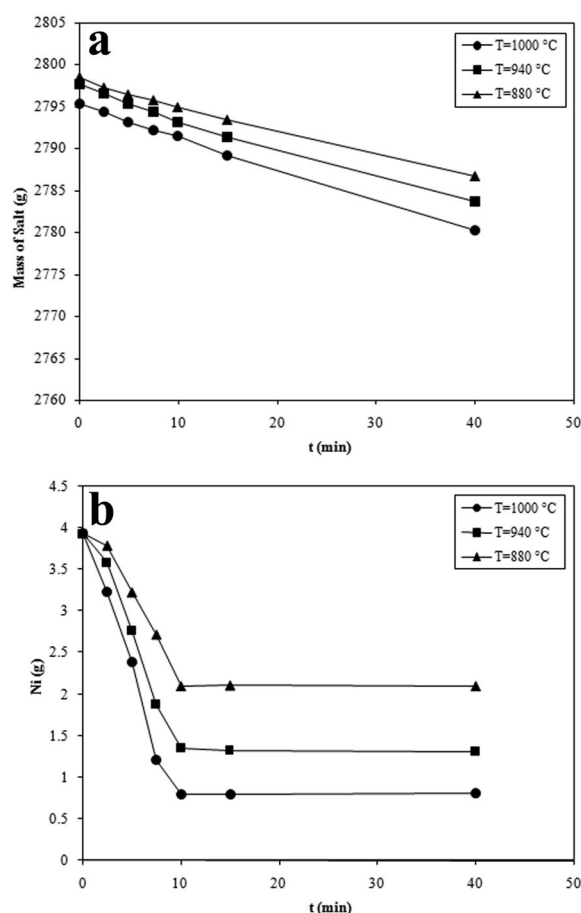 a
2805
2800
2795
2790
2785
2780
2775
2770
2765
2760
Mass of Salt (g)
0
10
20
30
40
50
t (min)
T=1000 °C
T=940 °C
T=880 °C
b
4.5
4
3.5
3
2.5
2
1.5
1
0.5
0
Ni (g)
0
10
20
30
40
50
t (min)
T=1000 °C
T=940 °C
T=880 °C